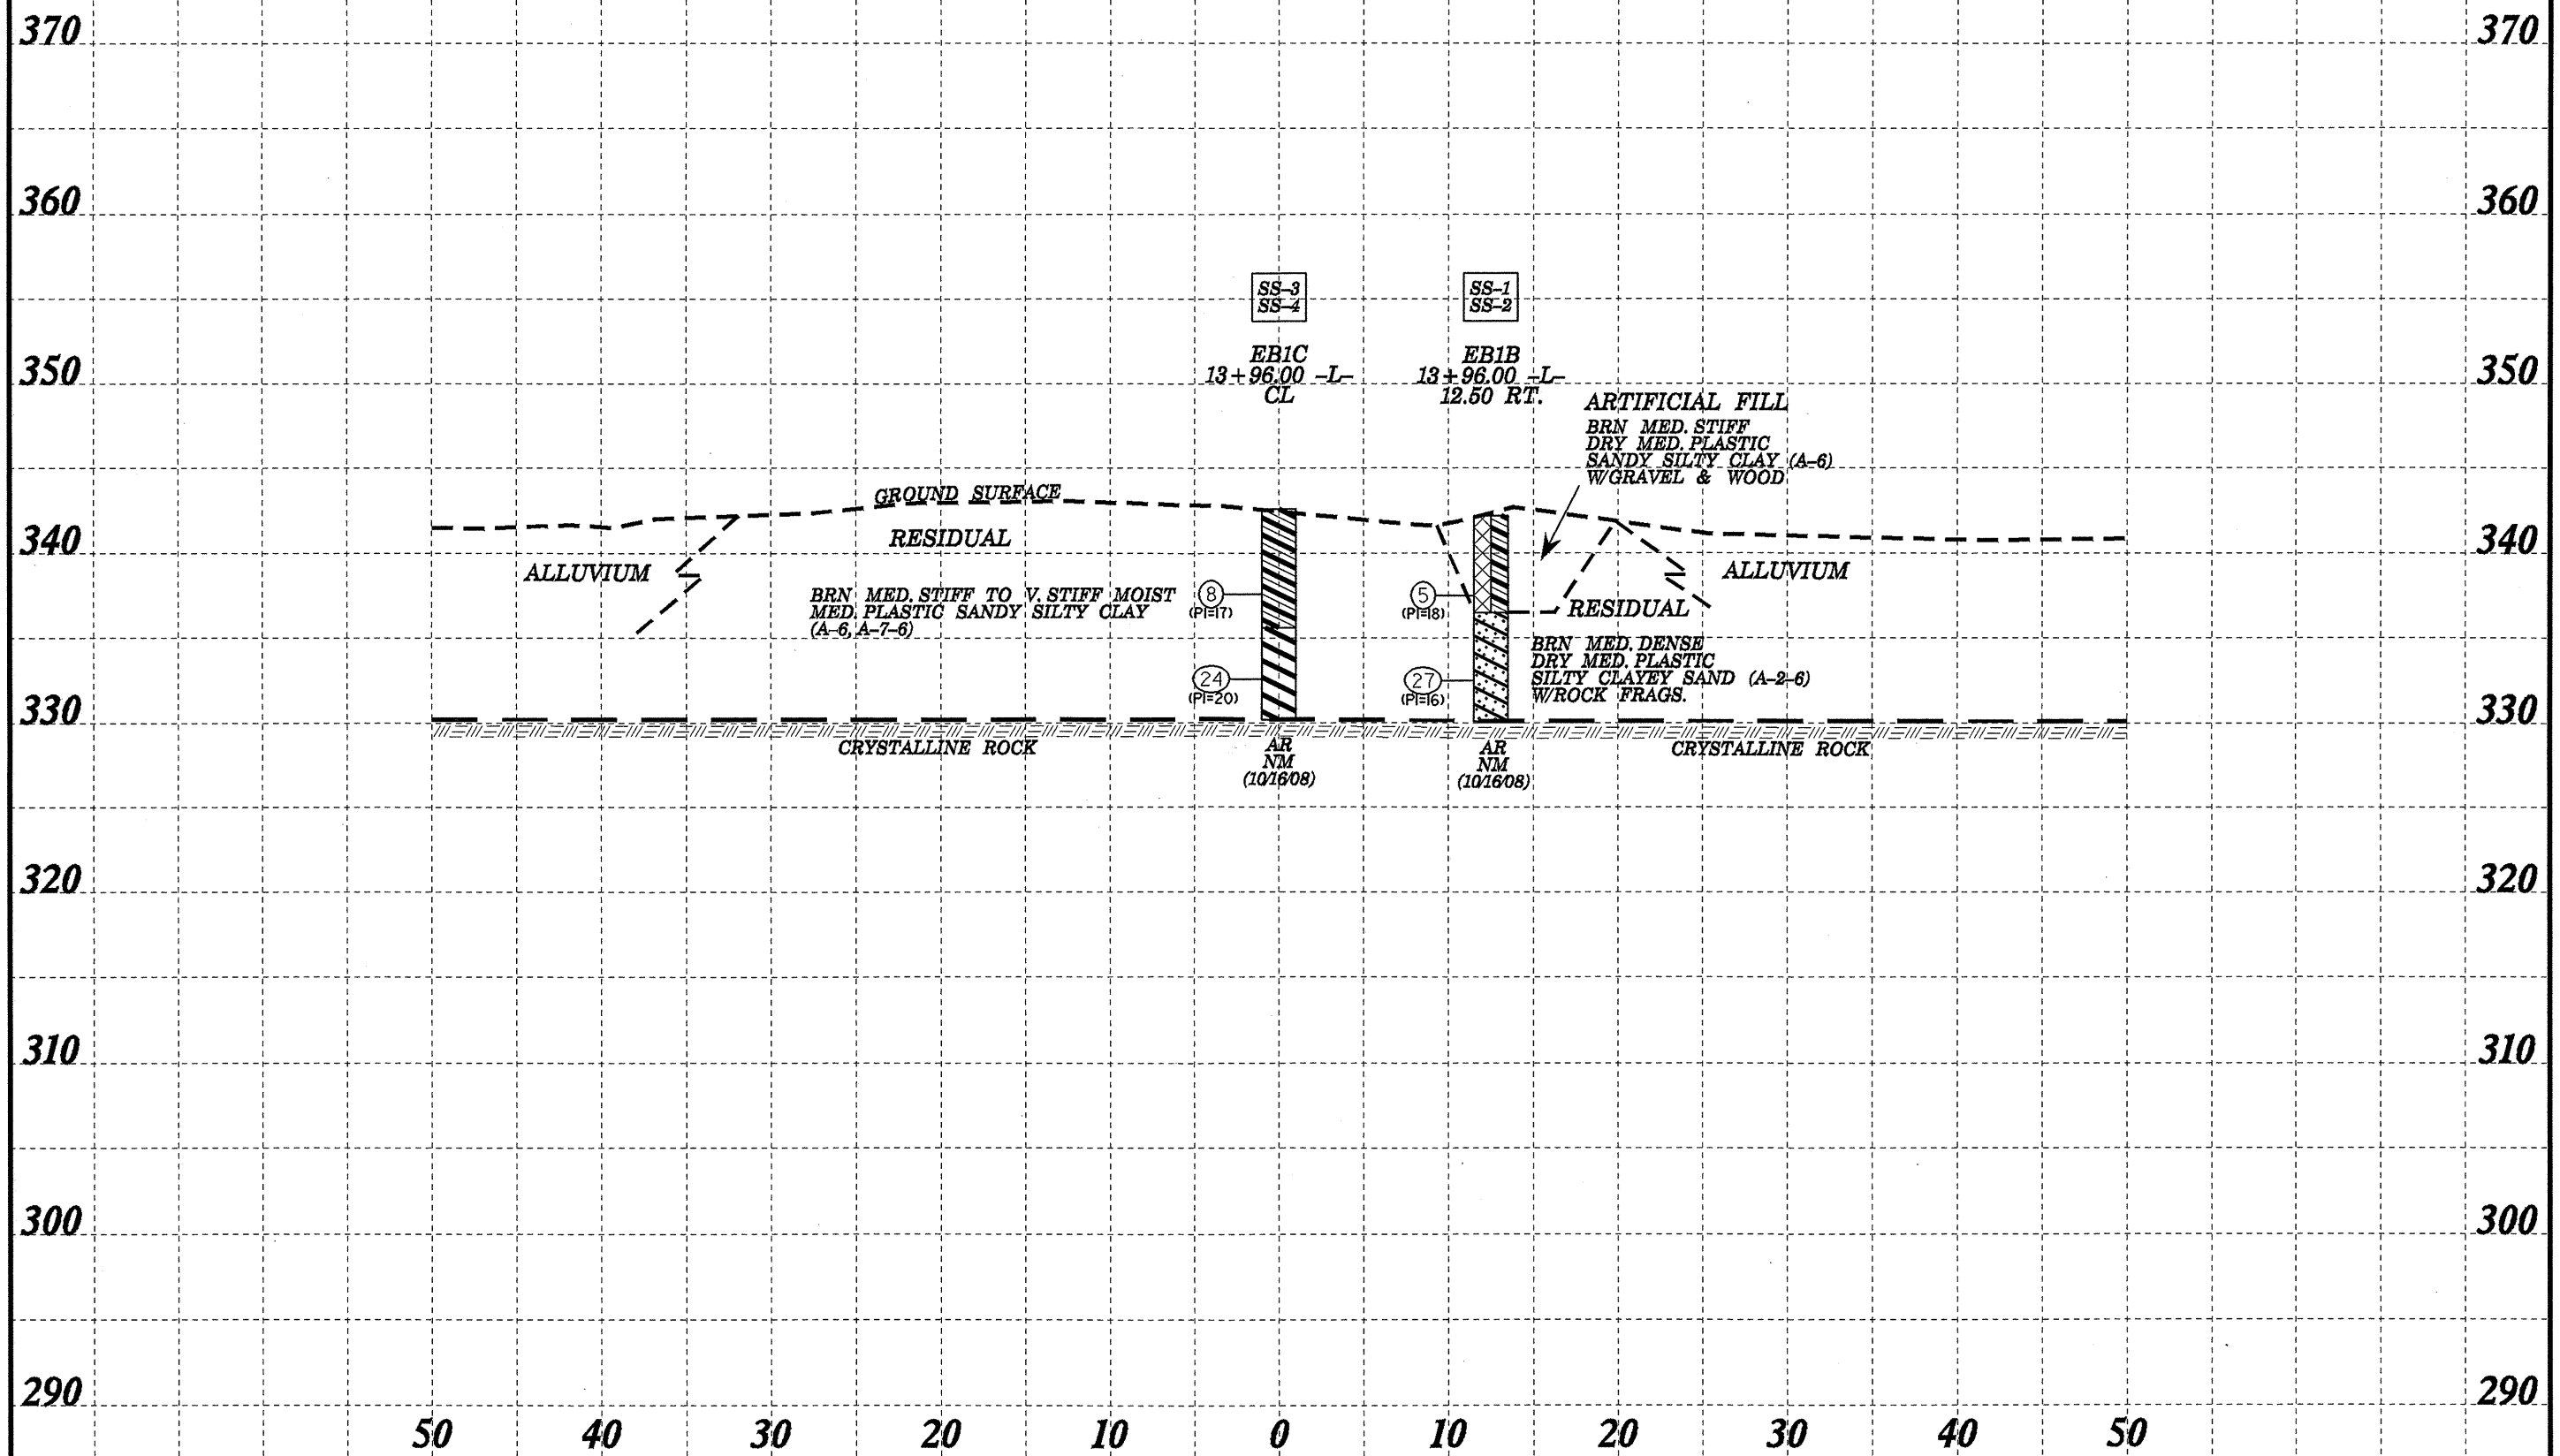 370 370
360 360
SS-3 SS-1
SS-4 SS-2
EB1C EB1B
350 13+96.00 -L- 13+96.00 -L- 350
CL 12.50 RT.
ARTIFICIAL FILL
BRN MED. STIFF
DRY MED. PLASTIC
SANDY SILTY CLAY (A-6)
W/GRAVEL & WOOD
GROUND SURFACE
340 RESIDUAL 340
ALLUVIUM ALLUVIUM
BRN MED. STIFF TO V. STIFF MOIST
MED. PLASTIC SANDY SILTY CLAY
(A-6, A-7-6)
8 5
(PI=17) (PI=18)
RESIDUAL
BRN MED. DENSE
DRY MED. PLASTIC
SILTY CLAYEY SAND (A-2-6)
W/ROCK FRAGS.
24 27
(PI=20) (PI=16)
330 330
CRYSTALLINE ROCK AR AR CRYSTALLINE ROCK
NM NM
(10/16/08) (10/16/08)
320 320
310 310
300 300
290 290
50 40 30 20 10 0 10 20 30 40 50